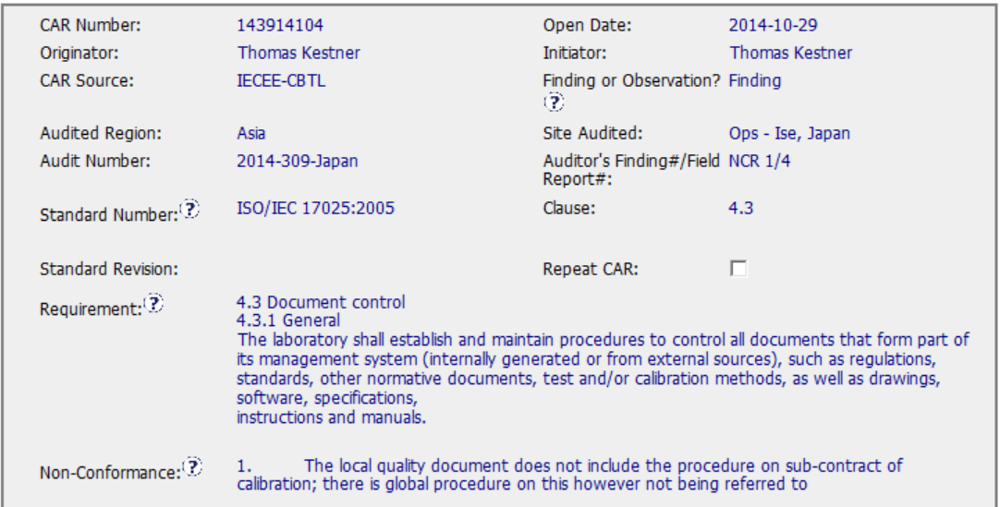 CAR Number: 143914104 Open Date: 2014-10-29
Originator: Thomas Kestner Initiator: Thomas Kestner
CAR Source: IECEE-CBTL Finding or Observation? Finding
?
Audited Region: Asia Site Audited: Ops - Ise, Japan
Audit Number: 2014-309-Japan Auditor's Finding#/Field NCR 1/4
Report#:
Standard Number: ? ISO/IEC 17025:2005 Clause: 4.3
Standard Revision: Repeat CAR:
Requirement: ? 4.3 Document control
4.3.1 General
The laboratory shall establish and maintain procedures to control all documents that form part of
its management system (internally generated or from external sources), such as regulations,
standards, other normative documents, test and/or calibration methods, as well as drawings,
software, specifications,
instructions and manuals.
Non-Conformance: ? 1. The local quality document does not include the procedure on sub-contract of
calibration; there is global procedure on this however not being referred to